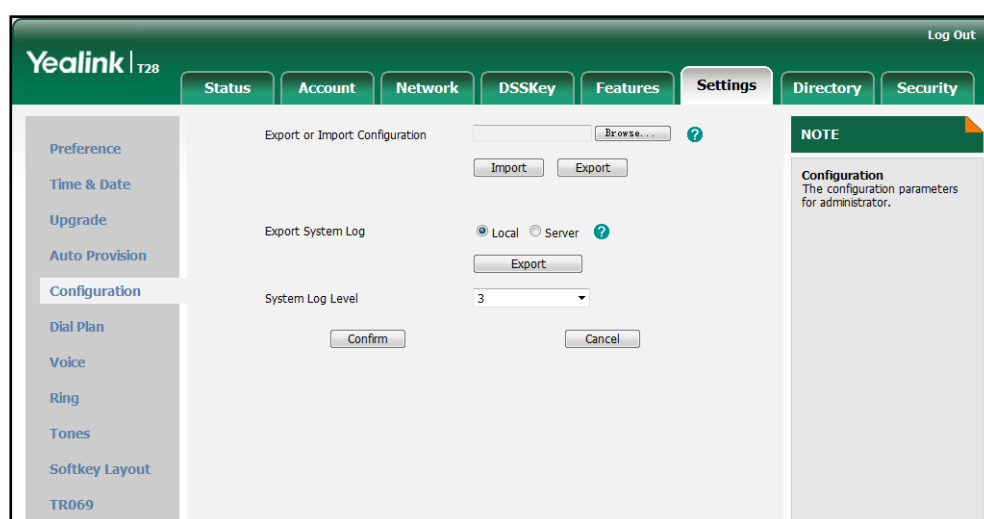 Log Out
Yealink | T28
Status Account Network DSSKey Features Settings Directory Security
Preference
Time & Date
Upgrade
Auto Provision
Configuration
Dial Plan
Voice
Ring
Tones
Softkey Layout
TR069
Export or Import Configuration Browse... ?
Import Export
Export System Log Local Server ?
Export
System Log Level 3
Confirm Cancel
NOTE
Configuration
The configuration parameters
for administrator.